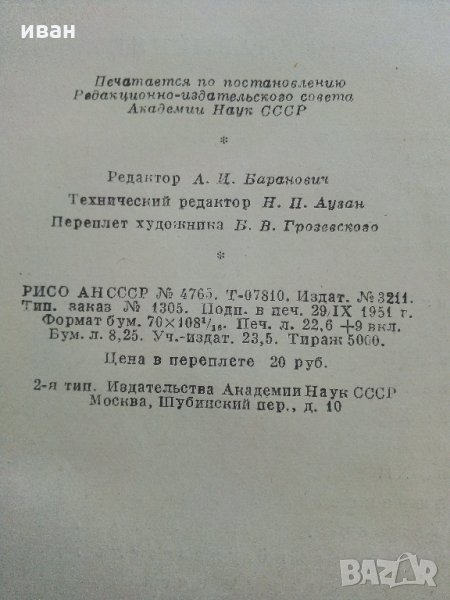 иван
Печатается по постановлению
Редакционно-издательского совета
Академии Наук СССР
*
Редактор А. Ц. Баранович
Технический редактор Н. П. Аузан
Переплет художника Б. В. Грозевского
*
РИСО АН СССР № 4765. Т-07810. Издат. № 3211.
Тип. заказ № 1305. Подп. в печ. 29/IX 1951 г.
Формат бум. 70×108¹/₁₆. Печ. л. 22,6 + 9 вкл.
Бум. л. 8,25. Уч.-издат. 23,5. Тираж 5000.
Цена в переплете 20 руб.
2-я тип. Издательства Академии Наук СССР
Москва, Шубинский пер., д. 10
BAZAR